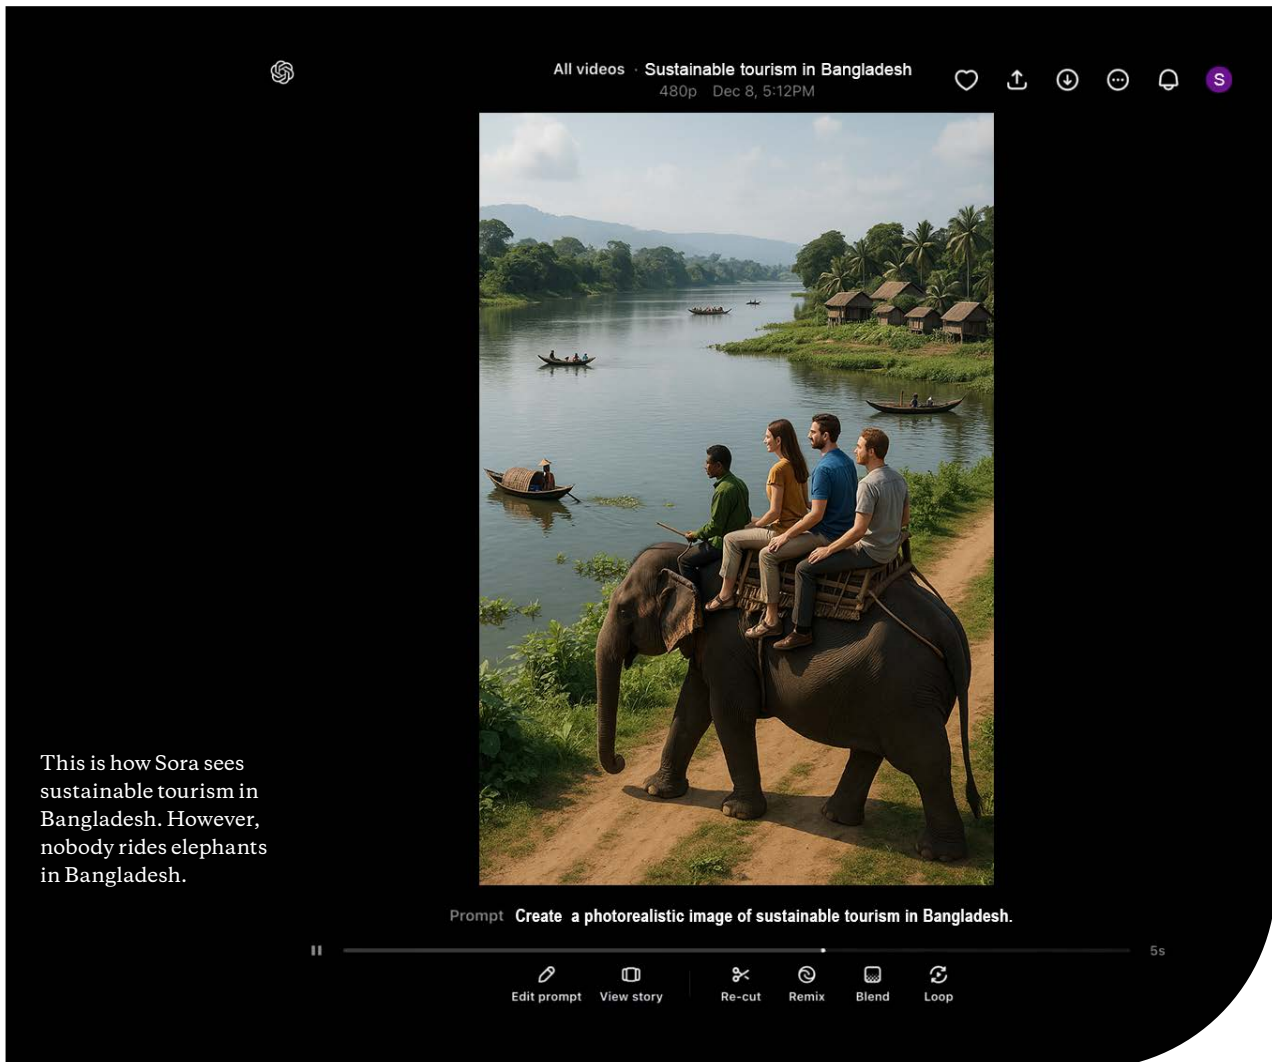 All videos · Sustainable tourism in Bangladesh
480p Dec 8, 5:12PM
S
This is how Sora sees
sustainable tourism in
Bangladesh. However,
nobody rides elephants
in Bangladesh.
Prompt Create a photorealistic image of sustainable tourism in Bangladesh.
5s
Edit prompt View story Re-cut Remix Blend Loop